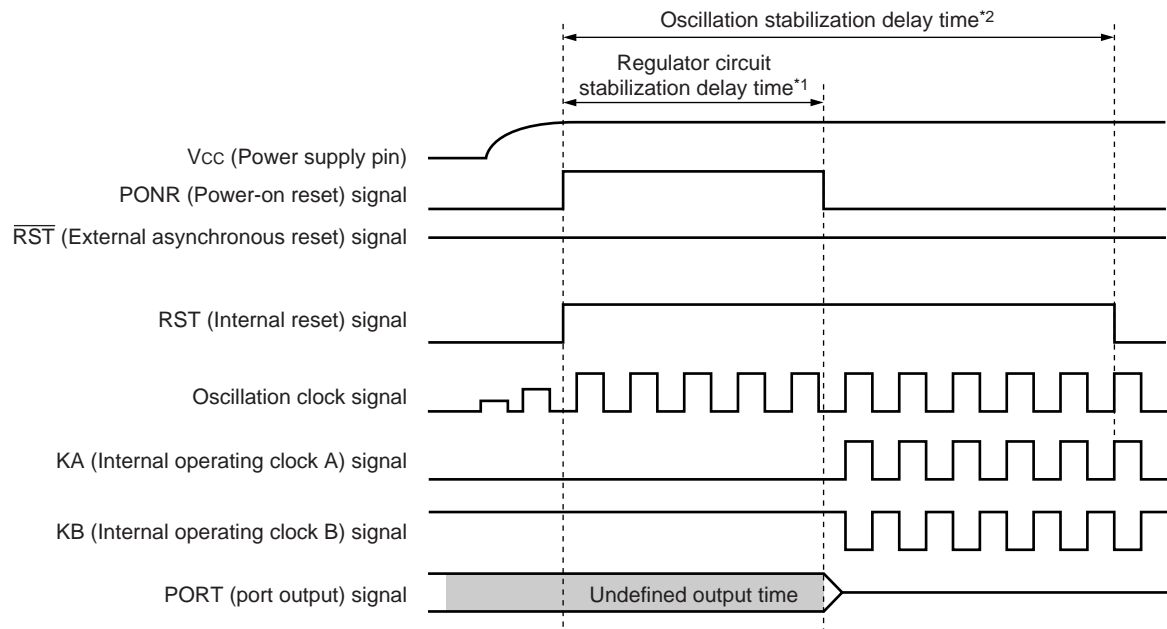 Oscillation stabilization delay time*2
Regulator circuit
stabilization delay time*1
VCC (Power supply pin)
PONR (Power-on reset) signal
RST (External asynchronous reset) signal
RST (Internal reset) signal
Oscillation clock signal
KA (Internal operating clock A) signal
KB (Internal operating clock B) signal
PORT (port output) signal
Undefined output time